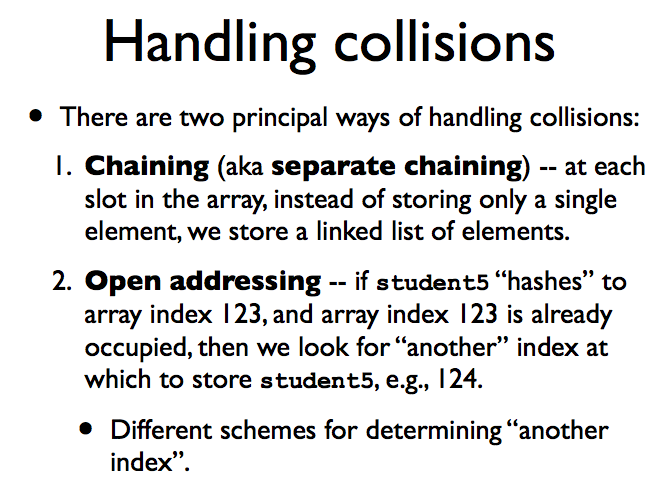 Handling collisions
• There are two principal ways of handling collisions:
1. Chaining (aka separate chaining) -- at each
slot in the array, instead of storing only a single
element, we store a linked list of elements.
2. Open addressing -- if student5 “hashes” to
array index 123, and array index 123 is already
occupied, then we look for “another” index at
which to store student5, e.g., 124.
• Different schemes for determining “another
index”.